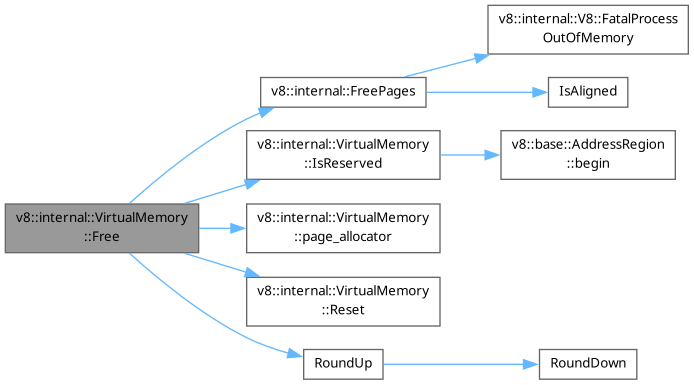 v8::internal::V8::FatalProcess
OutOfMemory
v8::internal::FreePages
IsAligned
v8::internal::VirtualMemory
::IsReserved
v8::base::AddressRegion
::begin
v8::internal::VirtualMemory
::Free
v8::internal::VirtualMemory
::page_allocator
v8::internal::VirtualMemory
::Reset
RoundUp
RoundDown